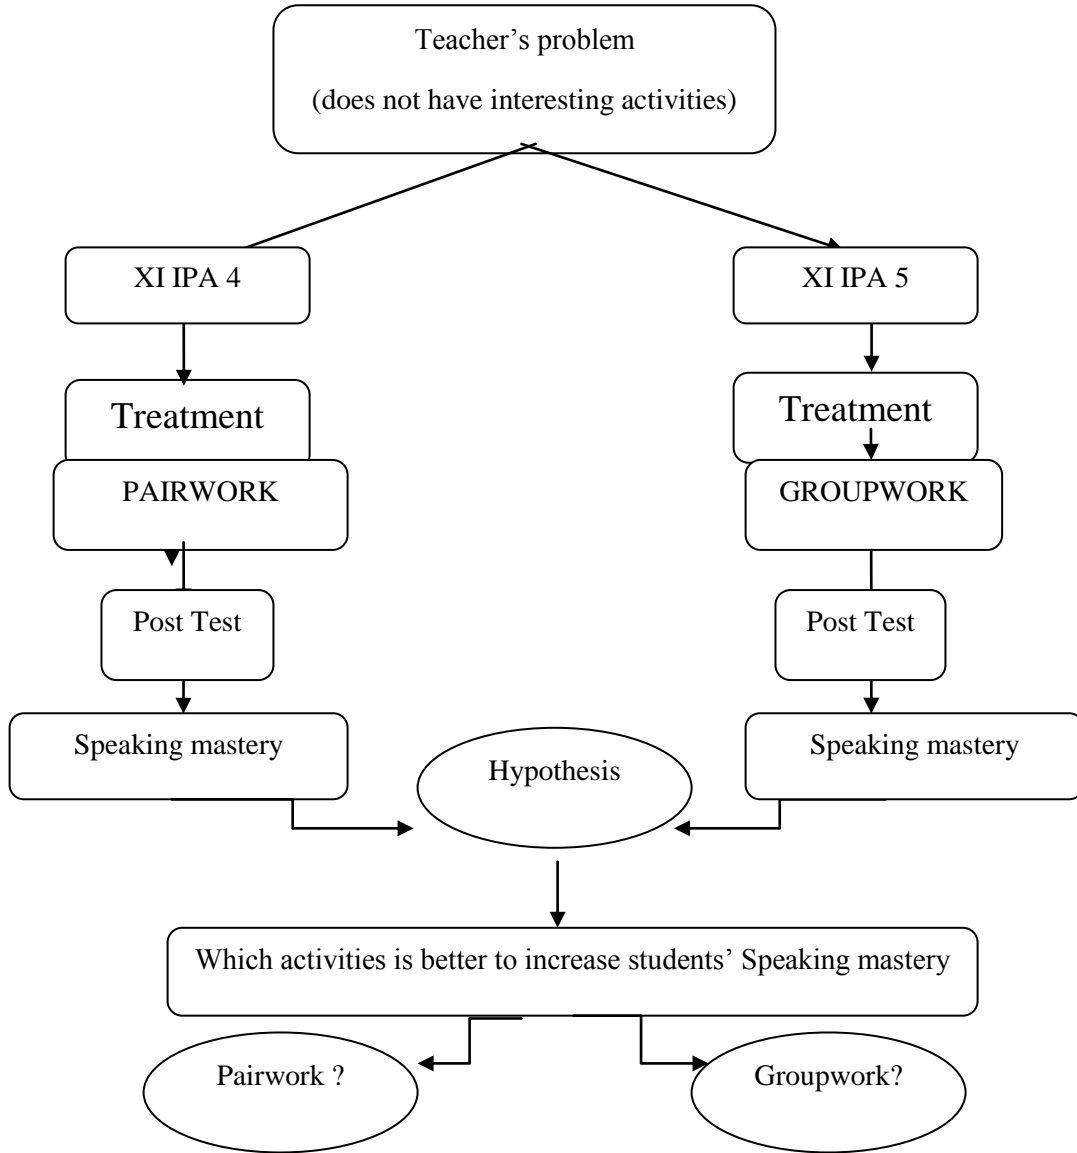 Teacher’s problem
(does not have interesting activities)
XI IPA 4
XI IPA 5
Treatment
Treatment
PAIRWORK
GROUPWORK
Post Test
Post Test
Speaking mastery
Hypothesis
Speaking mastery
Which activities is better to increase students’ Speaking mastery
Pairwork ?
Groupwork?